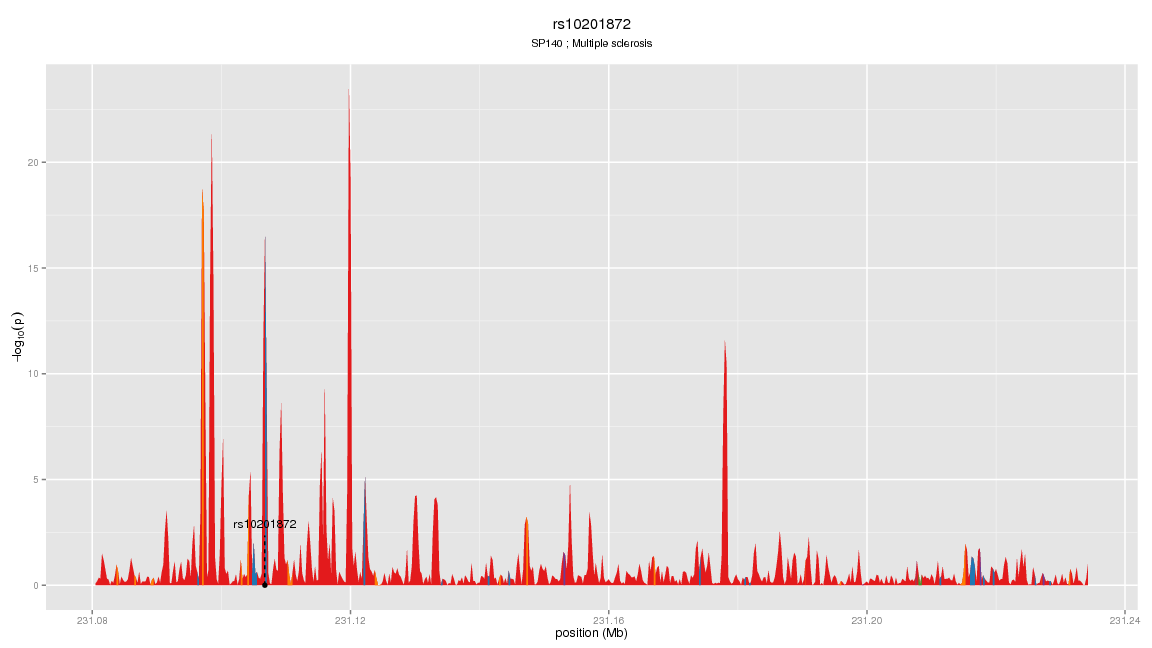 rs10201872
SP140 ; Multiple sclerosis
−log₁₀(p)
20
15
10
5
0
rs10201872
231.08 231.12 231.16 231.20 231.24
position (Mb)